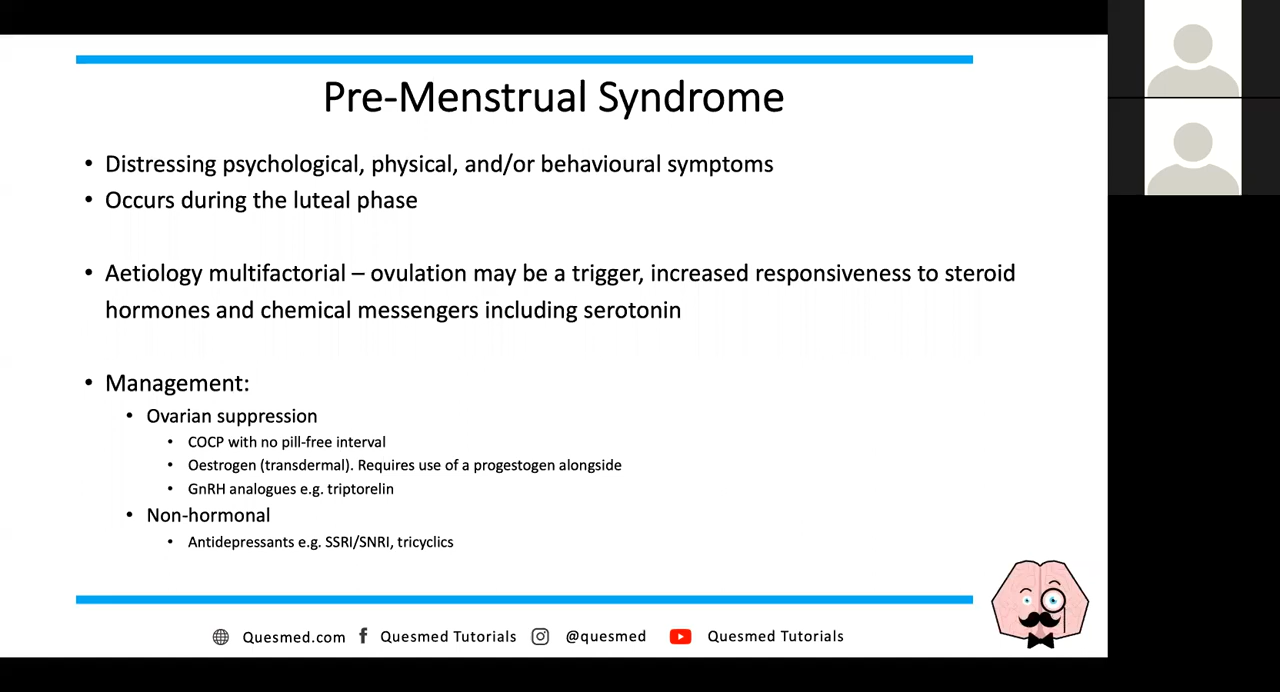 Pre-Menstrual Syndrome
• Distressing psychological, physical, and/or behavioural symptoms
• Occurs during the luteal phase
• Aetiology multifactorial – ovulation may be a trigger, increased responsiveness to steroid
hormones and chemical messengers including serotonin
• Management:
• Ovarian suppression
• COCP with no pill-free interval
• Oestrogen (transdermal). Requires use of a progestogen alongside
• GnRH analogues e.g. triptorelin
• Non-hormonal
• Antidepressants e.g. SSRI/SNRI, tricyclics
Quesmed.com Quesmed Tutorials @quesmed Quesmed Tutorials